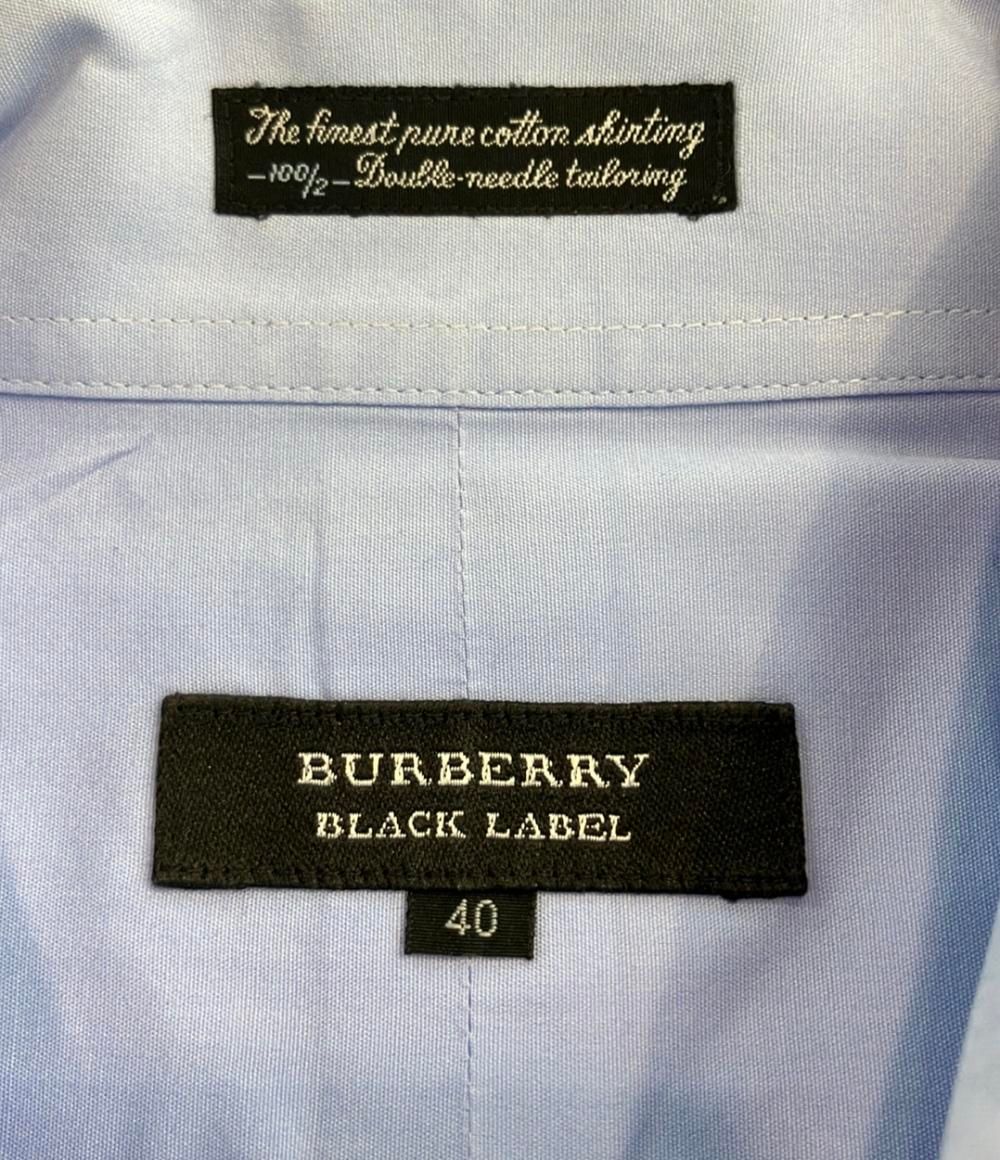 The finest pure cotton shirting
-100/2- Double-needle tailoring
BURBERRY
BLACK LABEL
40